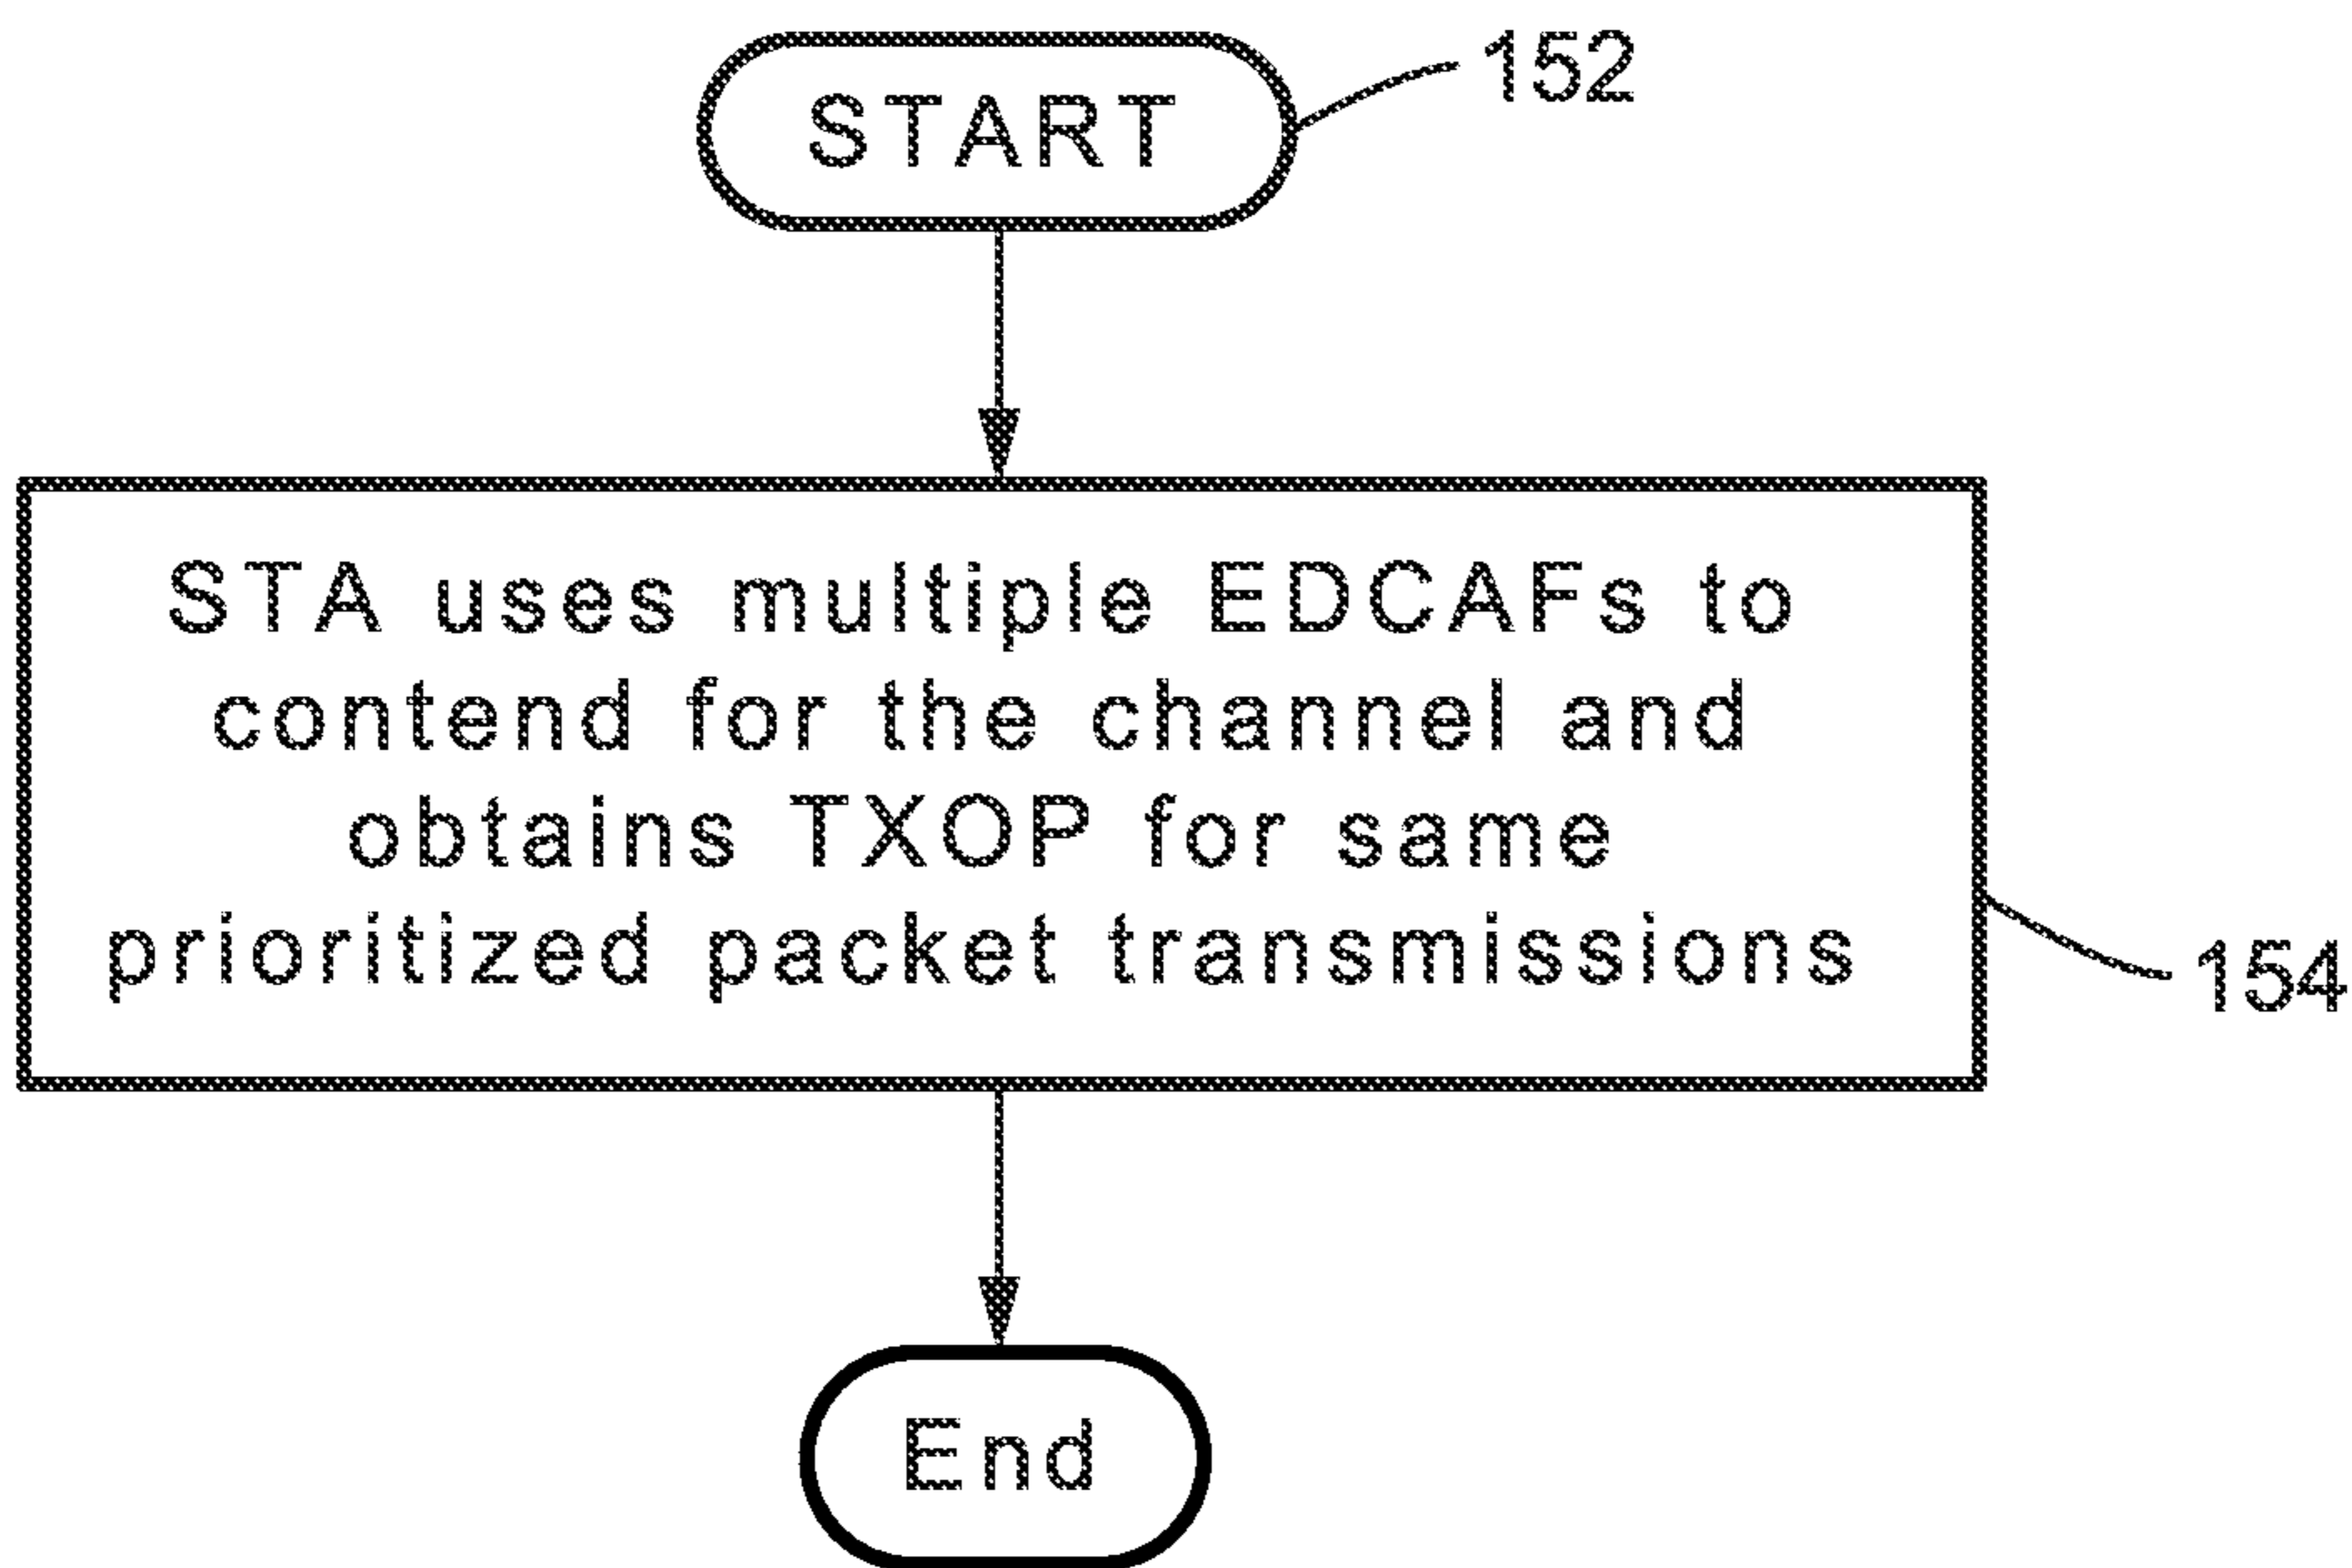 START
152
STA uses multiple EDCAFs to
contend for the channel and
obtains TXOP for same
prioritized packet transmissions
154
End